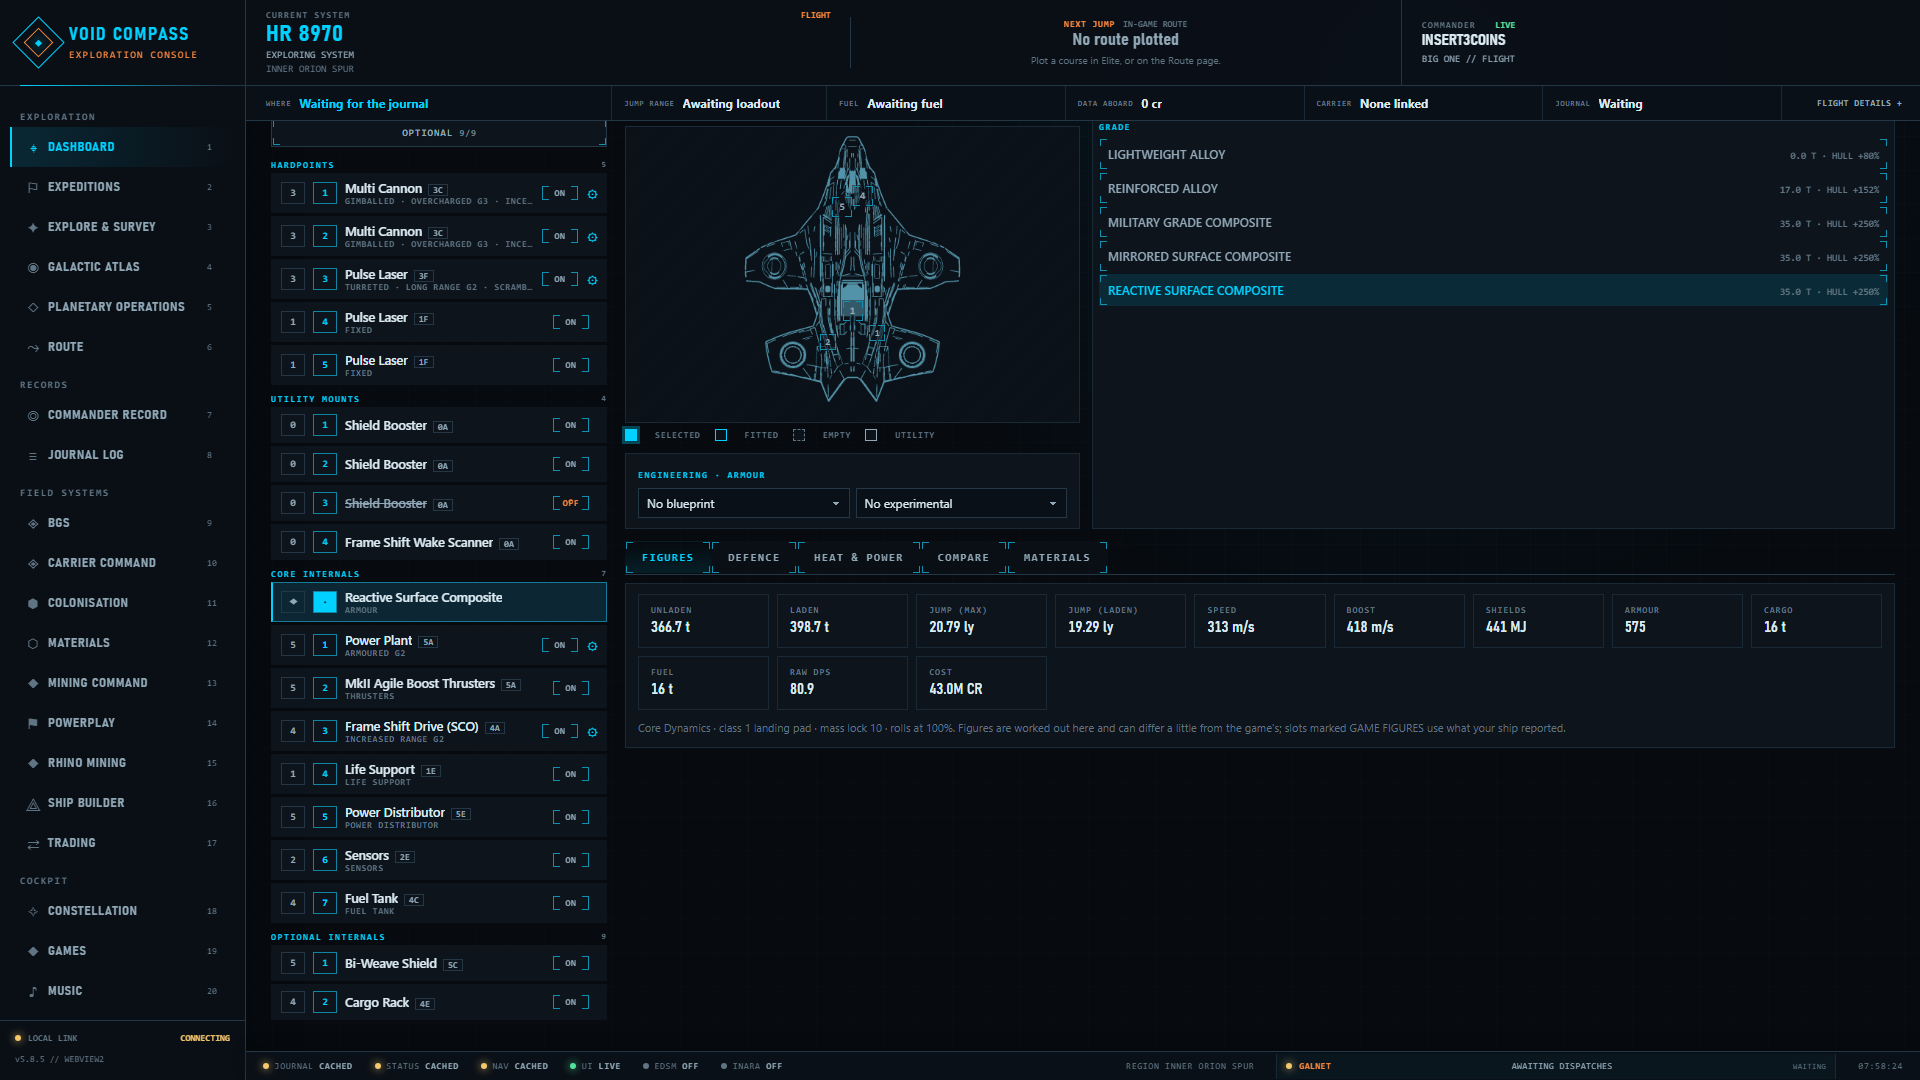 VOID COMPASS
EXPLORATION CONSOLE
CURRENT SYSTEM
HR 8970
EXPLORING SYSTEM
INNER ORION SPUR
FLIGHT
NEXT JUMP IN-GAME ROUTE
No route plotted
Plot a course in Elite, or on the Route page.
COMMANDER LIVE
INSERT3COINS
BIG ONE // FLIGHT
WHERE Waiting for the journal
JUMP RANGE Awaiting loadout
FUEL Awaiting fuel
DATA ABOARD 0 cr
CARRIER None linked
JOURNAL Waiting
FLIGHT DETAILS +
EXPLORATION
DASHBOARD 1
EXPEDITIONS 2
EXPLORE & SURVEY 3
GALACTIC ATLAS 4
PLANETARY OPERATIONS 5
ROUTE 6
RECORDS
COMMANDER RECORD 7
JOURNAL LOG 8
FIELD SYSTEMS
BGS 9
CARRIER COMMAND 10
COLONISATION 11
MATERIALS 12
MINING COMMAND 13
POWERPLAY 14
RHINO MINING 15
SHIP BUILDER 16
TRADING 17
COCKPIT
CONSTELLATION 18
GAMES 19
MUSIC 20
LOCAL LINK CONNECTING
v5.8.5 // WEBVIEW2
OPTIONAL 9/9
HARDPOINTS 5
3 1 Multi Cannon 3C ON
GIMBALLED · OVERCHARGED G3 · INCE…
3 2 Multi Cannon 3C ON
GIMBALLED · OVERCHARGED G3 · INCE…
3 3 Pulse Laser 3F ON
TURRETED · LONG RANGE G2 · SCRAMB…
1 4 Pulse Laser 1F ON
FIXED
1 5 Pulse Laser 1F ON
FIXED
UTILITY MOUNTS 4
0 1 Shield Booster 0A ON
0 2 Shield Booster 0A ON
0 3 Shield Booster 0A OFF
0 4 Frame Shift Wake Scanner 0A ON
CORE INTERNALS 7
Reactive Surface Composite
ARMOUR
5 1 Power Plant 5A ON
ARMOURED G2
5 2 MkII Agile Boost Thrusters 5A ON
THRUSTERS
4 3 Frame Shift Drive (SCO) 4A ON
INCREASED RANGE G2
1 4 Life Support 1E ON
LIFE SUPPORT
5 5 Power Distributor 5E ON
POWER DISTRIBUTOR
2 6 Sensors 2E ON
SENSORS
4 7 Fuel Tank 4C ON
FUEL TANK
OPTIONAL INTERNALS 9
5 1 Bi-Weave Shield 5C ON
4 2 Cargo Rack 4E ON
4
5
1
1
2
SELECTED FITTED EMPTY UTILITY
ENGINEERING · ARMOUR
No blueprint No experimental
GRADE
LIGHTWEIGHT ALLOY 0.0 T · HULL +80%
REINFORCED ALLOY 17.0 T · HULL +152%
MILITARY GRADE COMPOSITE 35.0 T · HULL +250%
MIRRORED SURFACE COMPOSITE 35.0 T · HULL +250%
REACTIVE SURFACE COMPOSITE 35.0 T · HULL +250%
FIGURES DEFENCE HEAT & POWER COMPARE MATERIALS
UNLADEN LADEN JUMP (MAX) JUMP (LADEN) SPEED BOOST SHIELDS ARMOUR CARGO
366.7 t 398.7 t 20.79 ly 19.29 ly 313 m/s 418 m/s 441 MJ 575 16 t
FUEL RAW DPS COST
16 t 80.9 43.0M CR
Core Dynamics · class 1 landing pad · mass lock 10 · rolls at 100%. Figures are worked out here and can differ a little from the game's; slots marked GAME FIGURES use what your ship reported.
JOURNAL CACHED STATUS CACHED NAV CACHED UI LIVE EDSM OFF INARA OFF
REGION INNER ORION SPUR
GALNET AWAITING DISPATCHES WAITING
07:58:24